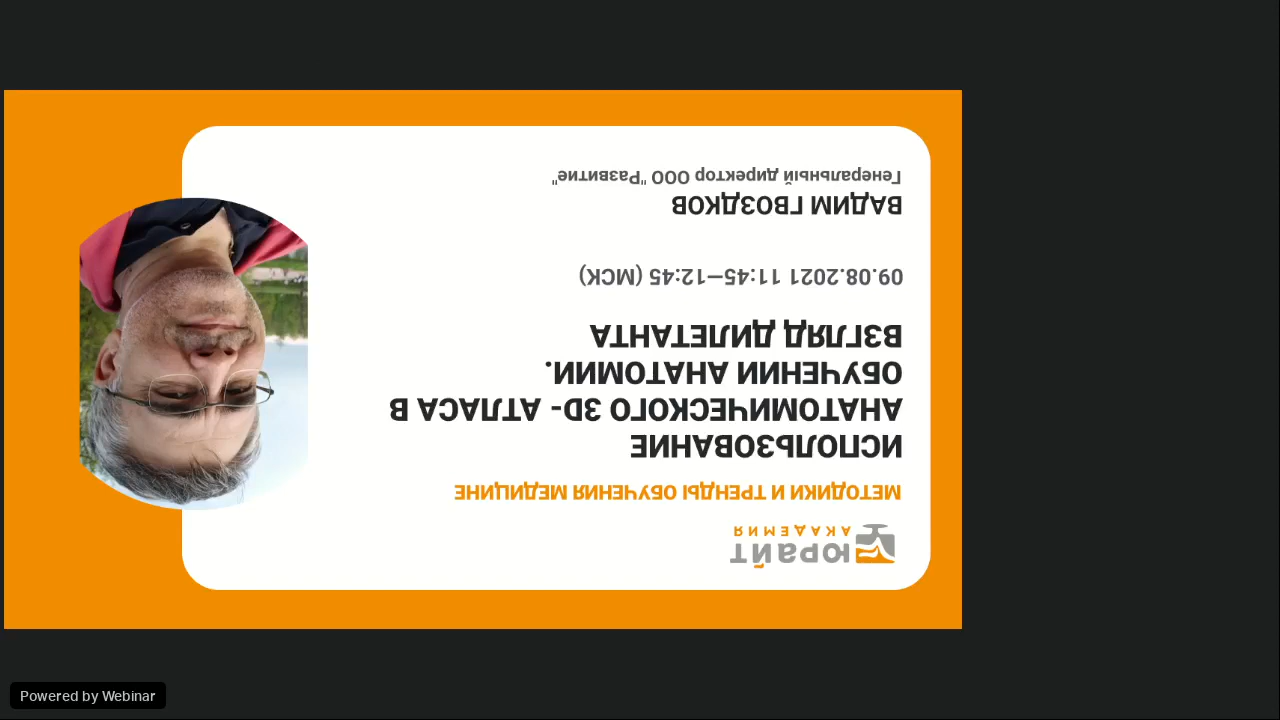 юрайт
АКАДЕМИЯ
МЕТОДИКИ И ТРЕНДЫ ОБУЧЕНИЯ МЕДИЦИНЕ
ИСПОЛЬЗОВАНИЕ
АНАТОМИЧЕСКОГО 3D- АТЛАСА В
ОБУЧЕНИИ АНАТОМИИ.
ВЗГЛЯД ДИЛЕТАНТА
09.08.2021 11:45–12:45 (МСК)
ВАДИМ ГВОЗДКОВ
Генеральный директор ООО "Развитие"
Powered by Webinar